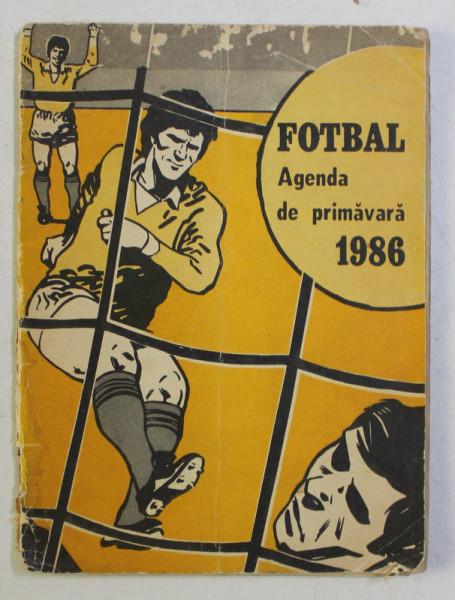 FOTBAL
Agenda
de primăvară
1986